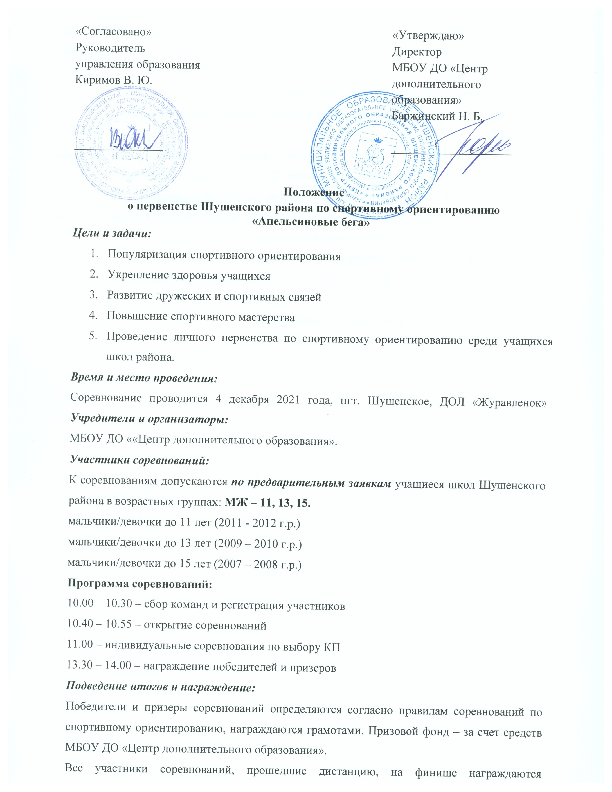 «Согласовано»
Руководитель
управления образования
Киримов В. Ю.
«Утверждаю»
Директор
МБОУ ДО «Центр
дополнительного
образования»
Баржинский Н. Б.
Положение
о первенстве Шушенского района по спортивному ориентированию
«Апельсиновые бега»
Цели и задачи:
1. Популяризация спортивного ориентирования
2. Укрепление здоровья учащихся
3. Развитие дружеских и спортивных связей
4. Повышение спортивного мастерства
5. Проведение личного первенства по спортивному ориентированию среди учащихся
школ района.
Время и место проведения:
Соревнование проводится 4 декабря 2021 года, пгт. Шушенское, ДОЛ «Журавленок»
Учредители и организаторы:
МБОУ ДО ««Центр дополнительного образования».
Участники соревнований:
К соревнованиям допускаются по предварительным заявкам учащиеся школ Шушенского
района в возрастных группах: МЖ – 11, 13, 15.
мальчики/девочки до 11 лет (2011 - 2012 г.р.)
мальчики/девочки до 13 лет (2009 – 2010 г.р.)
мальчики/девочки до 15 лет (2007 – 2008 г.р.)
Программа соревнований:
10.00 – 10.30 – сбор команд и регистрация участников
10.40 – 10.55 – открытие соревнований
11.00 – индивидуальные соревнования по выбору КП
13.30 – 14.00 – награждение победителей и призеров
Подведение итогов и награждение:
Победители и призеры соревнований определяются согласно правилам соревнований по
спортивному ориентированию, награждаются грамотами. Призовой фонд – за счет средств
МБОУ ДО «Центр дополнительного образования».
Все участники соревнований, прошедшие дистанцию, на финише награждаются